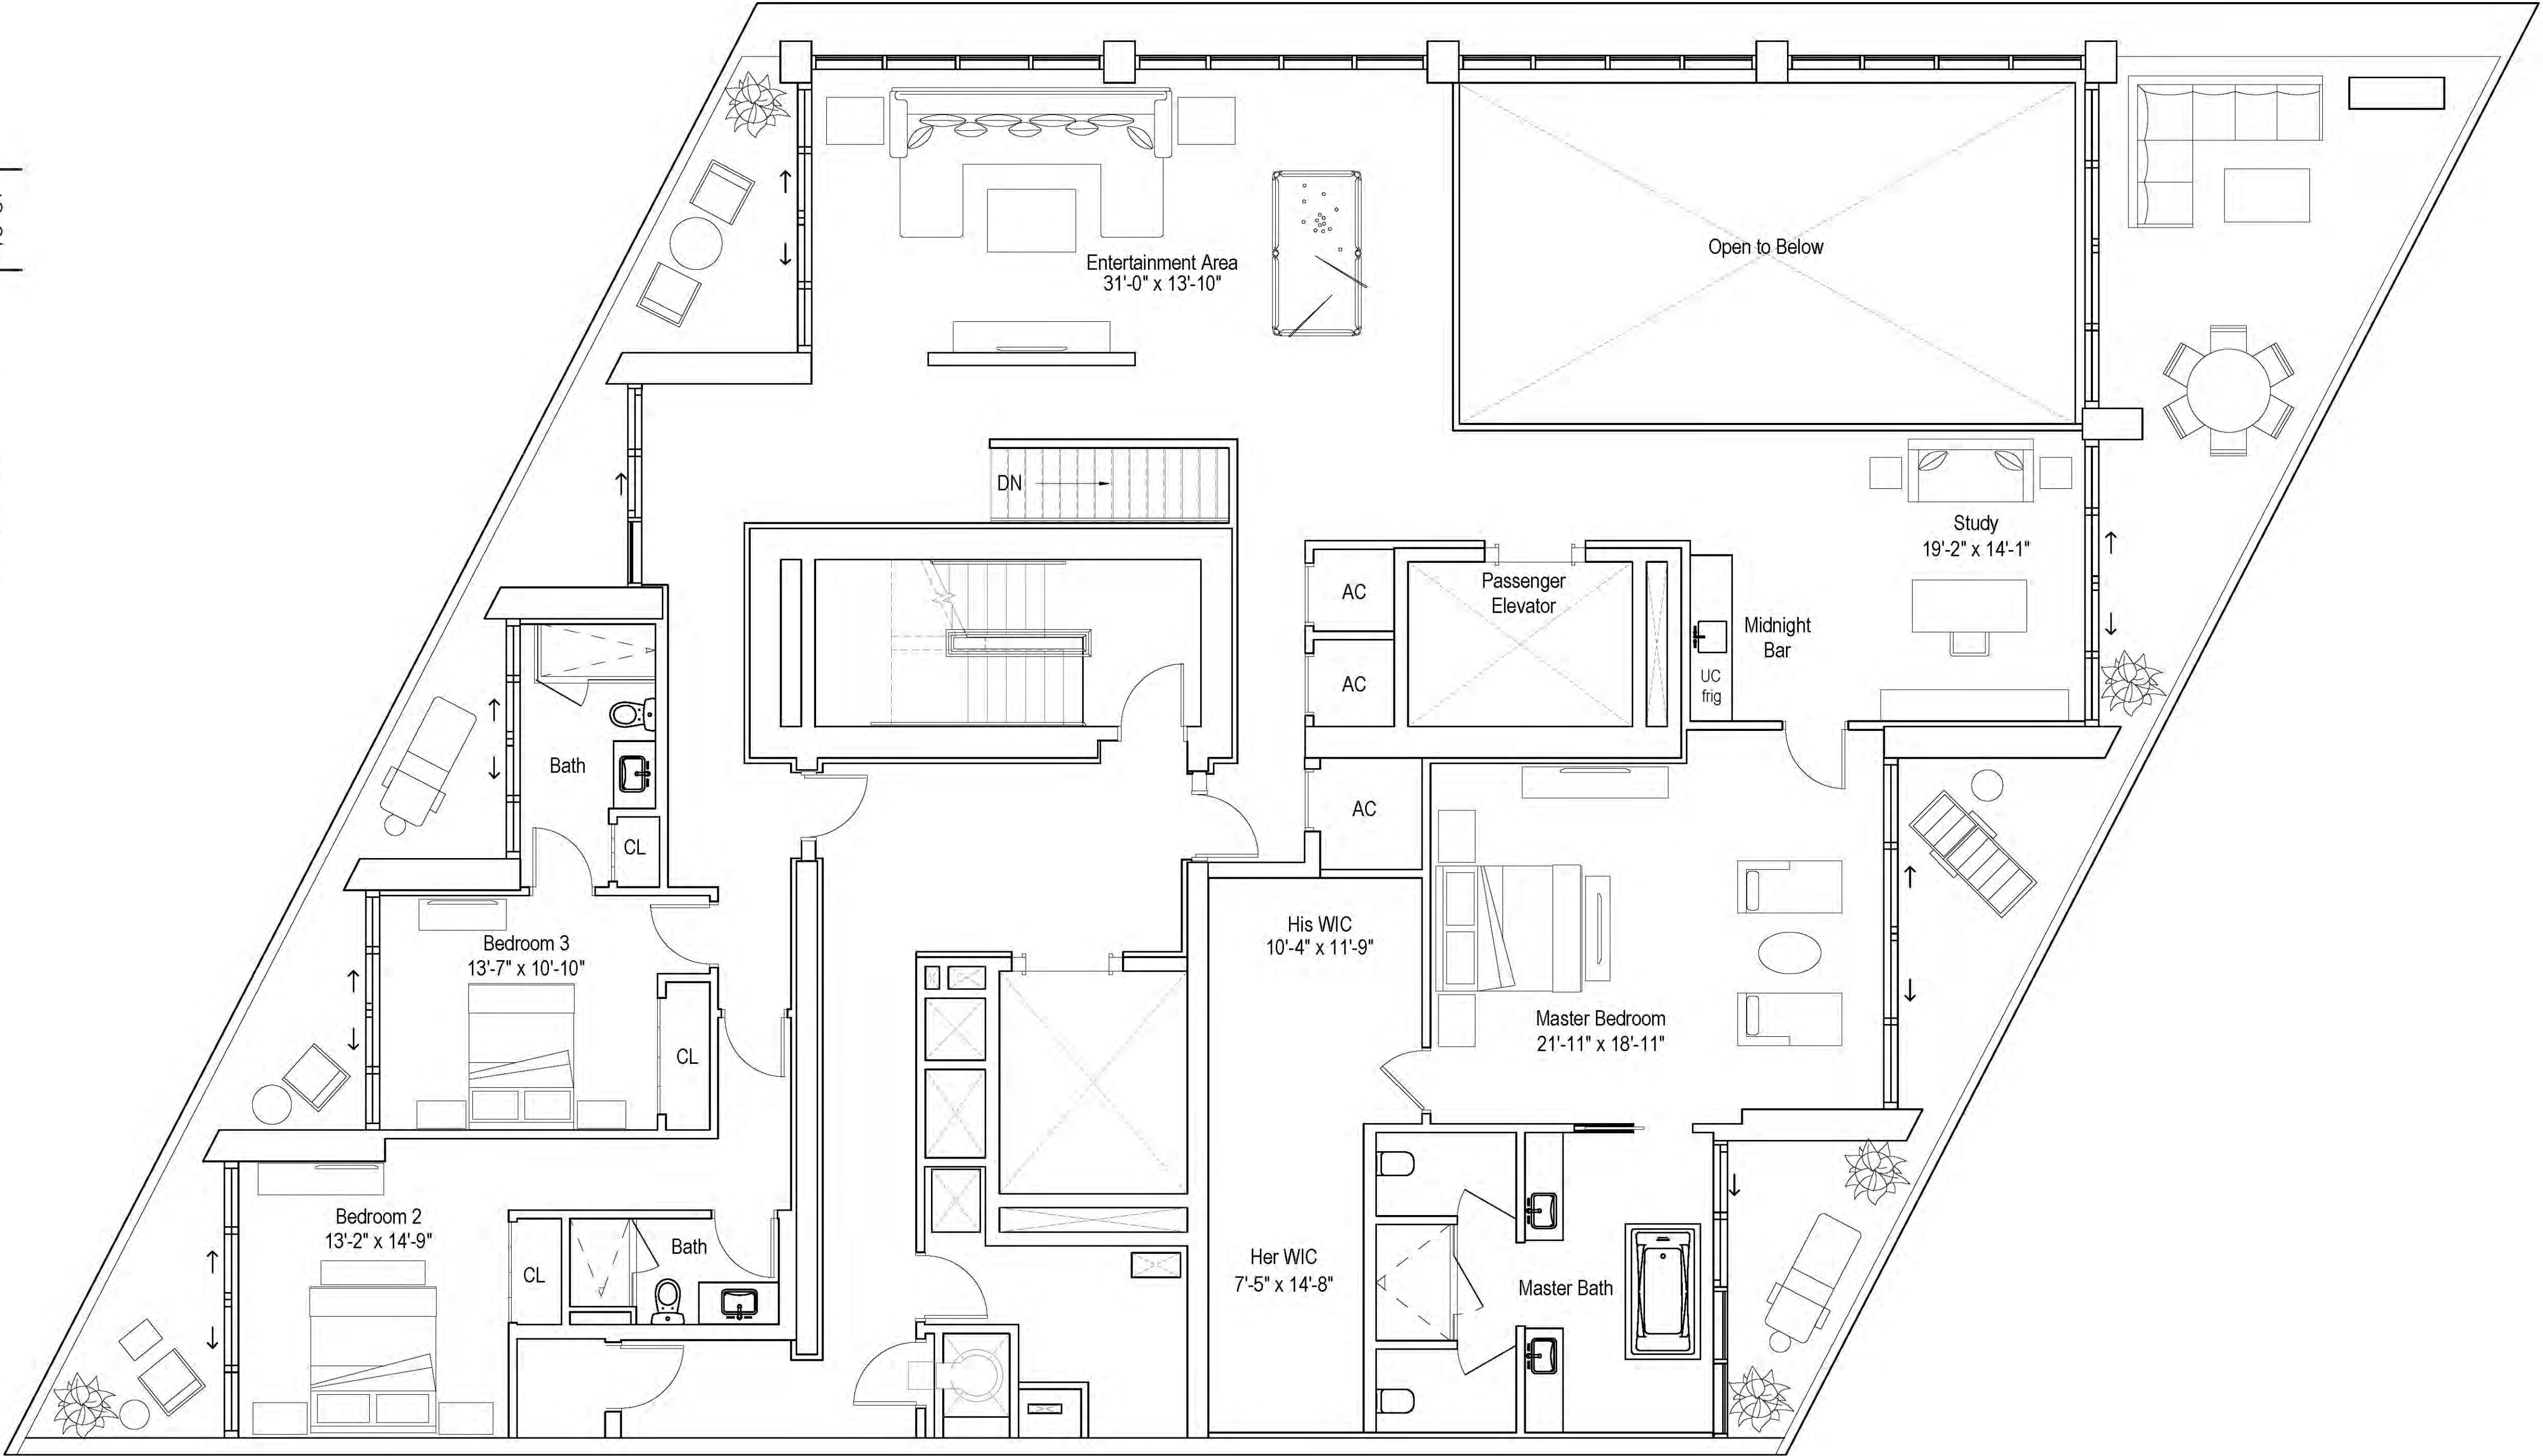 Entertainment Area
31'-0" x 13'-10"
Open to Below
DN
Study
19'-2" x 14'-1"
Passenger
Elevator
AC
AC
Midnight
Bar
UC
frig
Bath
CL
AC
His WIC
10'-4" x 11'-9"
Bedroom 3
13'-7" x 10'-10"
CL
Master Bedroom
21'-11" x 18'-11"
Bedroom 2
13'-2" x 14'-9"
CL
Bath
Her WIC
7'-5" x 14'-8"
Master Bath